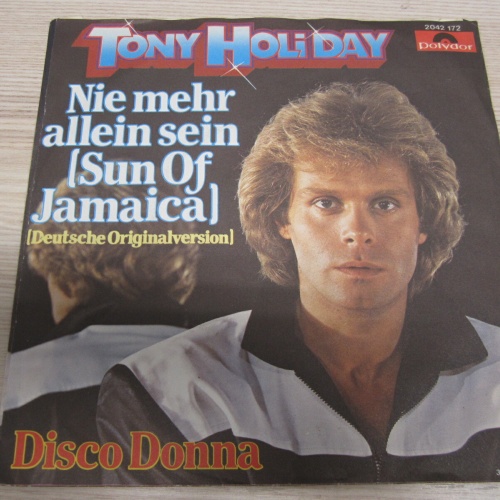 TONY HOLiDAY
2042 172
polydor
Nie mehr
allein sein
(Sun Of
Jamaica)
(Deutsche Originalversion)
Disco Donna